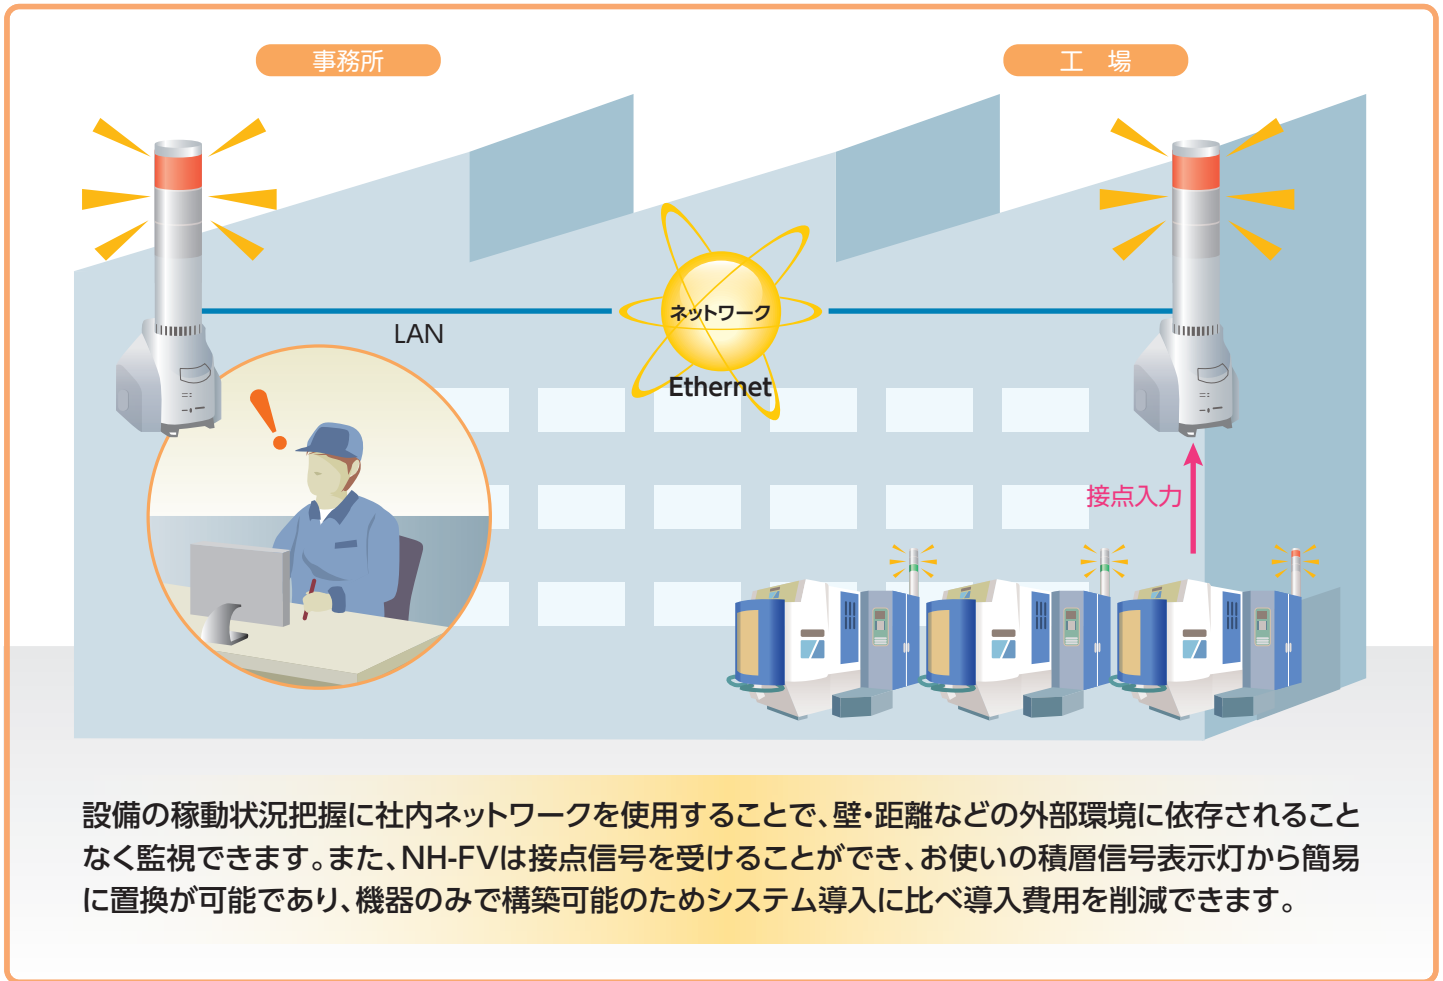 事務所
工　場
ネットワーク
LAN
Ethernet
接点入力
設備の稼動状況把握に社内ネットワークを使用することで、壁・距離などの外部環境に依存されること
なく監視できます。また、NH-FVは接点信号を受けることができ、お使いの積層信号表示灯から簡易
に置換が可能であり、機器のみで構築可能のためシステム導入に比べ導入費用を削減できます。